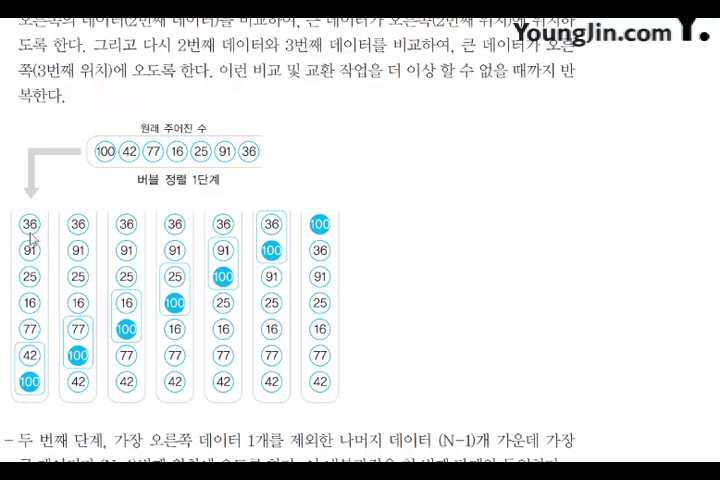 오른쪽의 데이터(2번째 데이터)를 비교하여, 큰 데이터가 오른쪽(2번째 위치)에 위치하
YoungJin.com Y.
도록 한다. 그리고 다시 2번째 데이터와 3번째 데이터를 비교하여, 큰 데이터가 오른
쪽(3번째 위치)에 오도록 한다. 이런 비교 및 교환 작업을 더 이상 할 수 없을 때까지 반
복한다.
원래 주어진 수
100 42 77 16 25 91 36
버블 정렬 1단계
36 36 36 36 36 36 100
91 91 91 91 91 100 36
25 25 25 25 100 91 91
16 16 16 100 25 25 25
77 77 100 16 16 16 16
42 100 77 77 77 77 77
100 42 42 42 42 42 42
– 두 번째 단계, 가장 오른쪽 데이터 1개를 제외한 나머지 데이터 (N-1)개 가운데 가장